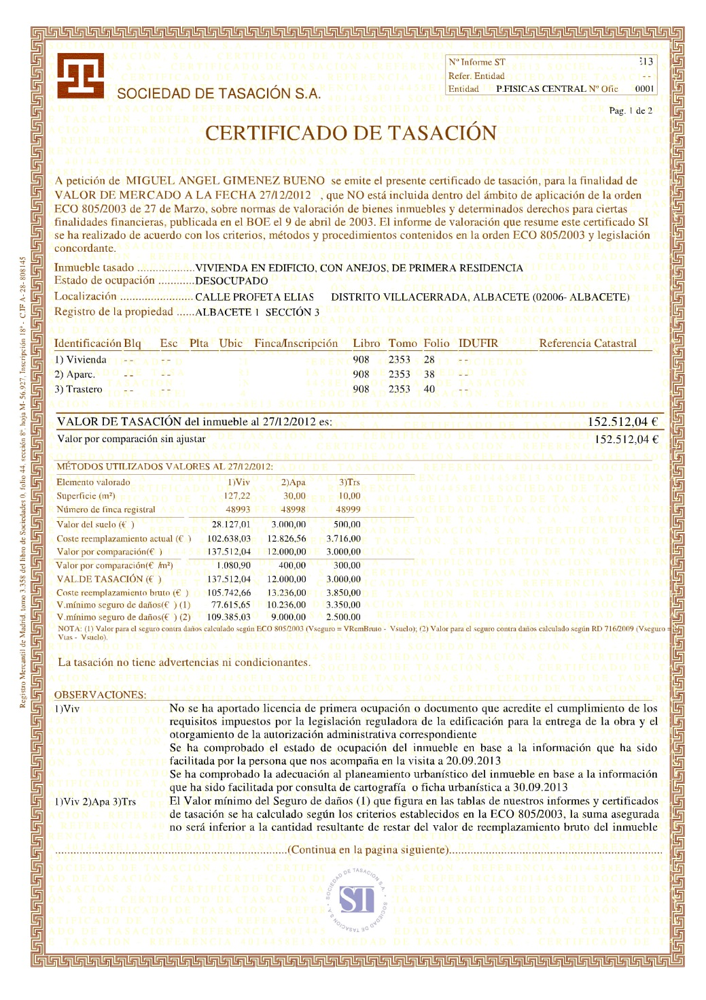 SOCIEDAD DE TASACIÓN S.A.
Nº Informe ST 313
Refer. Entidad - -
Entidad P.FISICAS CENTRAL Nº Ofic 0001
Pag. 1 de 2
CERTIFICADO DE TASACIÓN
A petición de MIGUEL ANGEL GIMENEZ BUENO se emite el presente certificado de tasación, para la finalidad de
VALOR DE MERCADO A LA FECHA 27/12/2012 , que NO está incluida dentro del ámbito de aplicación de la orden
ECO 805/2003 de 27 de Marzo, sobre normas de valoración de bienes inmuebles y determinados derechos para ciertas
finalidades financieras, publicada en el BOE el 9 de abril de 2003. El informe de valoración que resume este certificado SI
se ha realizado de acuerdo con los criterios, métodos y procedimientos contenidos en la orden ECO 805/2003 y legislación
concordante.
Inmueble tasado ..................VIVIENDA EN EDIFICIO, CON ANEJOS, DE PRIMERA RESIDENCIA
Estado de ocupación ...........DESOCUPADO
Localización ....................... CALLE PROFETA ELIAS DISTRITO VILLACERRADA, ALBACETE (02006- ALBACETE)
Registro de la propiedad ......ALBACETE 1 SECCIÓN 3
Identificación Blq Esc Plta Ubic Finca/Inscripción Libro Tomo Folio IDUFIR Referencia Catastral
1) Vivienda - - - - 908 2353 28 - -
2) Aparc. - - - - 908 2353 38 - -
3) Trastero - - - - 908 2353 40 - -
VALOR DE TASACIÓN del inmueble al 27/12/2012 es: 152.512,04 €
Valor por comparación sin ajustar 152.512,04 €
MÉTODOS UTILIZADOS VALORES AL 27/12/2012:
Elemento valorado 1)Viv 2)Apa 3)Trs
Superficie (m²) 127,22 30,00 10,00
Número de finca registral 48993 48998 48999
Valor del suelo(€ ) 28.127,01 3.000,00 500,00
Coste reemplazamiento actual (€ ) 102.638,03 12.826,56 3.716,00
Valor por comparación(€ ) 137.512,04 12.000,00 3.000,00
Valor por comparación(€ /m²) 1.080,90 400,00 300,00
VAL.DE TASACIÓN (€ ) 137.512,04 12.000,00 3.000,00
Coste reemplazamiento bruto (€ ) 105.742,66 13.236,00 3.850,00
V.mínimo seguro de daños(€ ) (1) 77.615,65 10.236,00 3.350,00
V.mínimo seguro de daños(€ ) (2) 109.385,03 9.000,00 2.500,00
NOTA: (1) Valor para el seguro contra daños calculado según ECO 805/2003 (Vseguro = VRemBruto - Vsuelo); (2) Valor para el seguro contra daños calculado según RD 716/2009 (Vseguro =
Vtas - Vsuelo).
La tasación no tiene advertencias ni condicionantes.
OBSERVACIONES:
1)Viv No se ha aportado licencia de primera ocupación o documento que acredite el cumplimiento de los
requisitos impuestos por la legislación reguladora de la edificación para la entrega de la obra y el
otorgamiento de la autorización administrativa correspondiente
Se ha comprobado el estado de ocupación del inmueble en base a la información que ha sido
facilitada por la persona que nos acompaña en la visita a 20.09.2013
Se ha comprobado la adecuación al planeamiento urbanístico del inmueble en base a la información
que ha sido facilitada por consulta de cartografía o ficha urbanística a 30.09.2013
1)Viv 2)Apa 3)Trs El Valor mínimo del Seguro de daños (1) que figura en las tablas de nuestros informes y certificados
de tasación se ha calculado según los criterios establecidos en la ECO 805/2003, la suma asegurada
no será inferior a la cantidad resultante de restar del valor de reemplazamiento bruto del inmueble
(Continua en la pagina siguiente)
SOCIEDAD DE TASACION S.A. • SOCIEDAD DE TASACION S.A. •
ST
Registro Mercantil de Madrid, tomo 3.358 del libro de Sociedades 0, folio 44, sección 8ª, hoja M- 56.927, Inscripción 18ª - C.IF A- 28- 808145